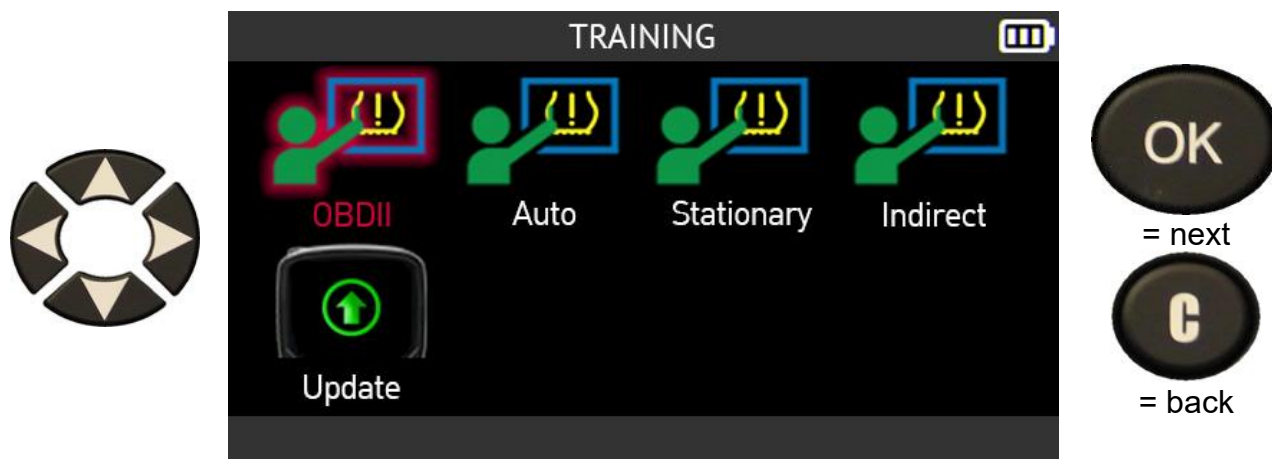 TRAINING
OBDII Auto Stationary Indirect
Update
OK
= next
C
= back